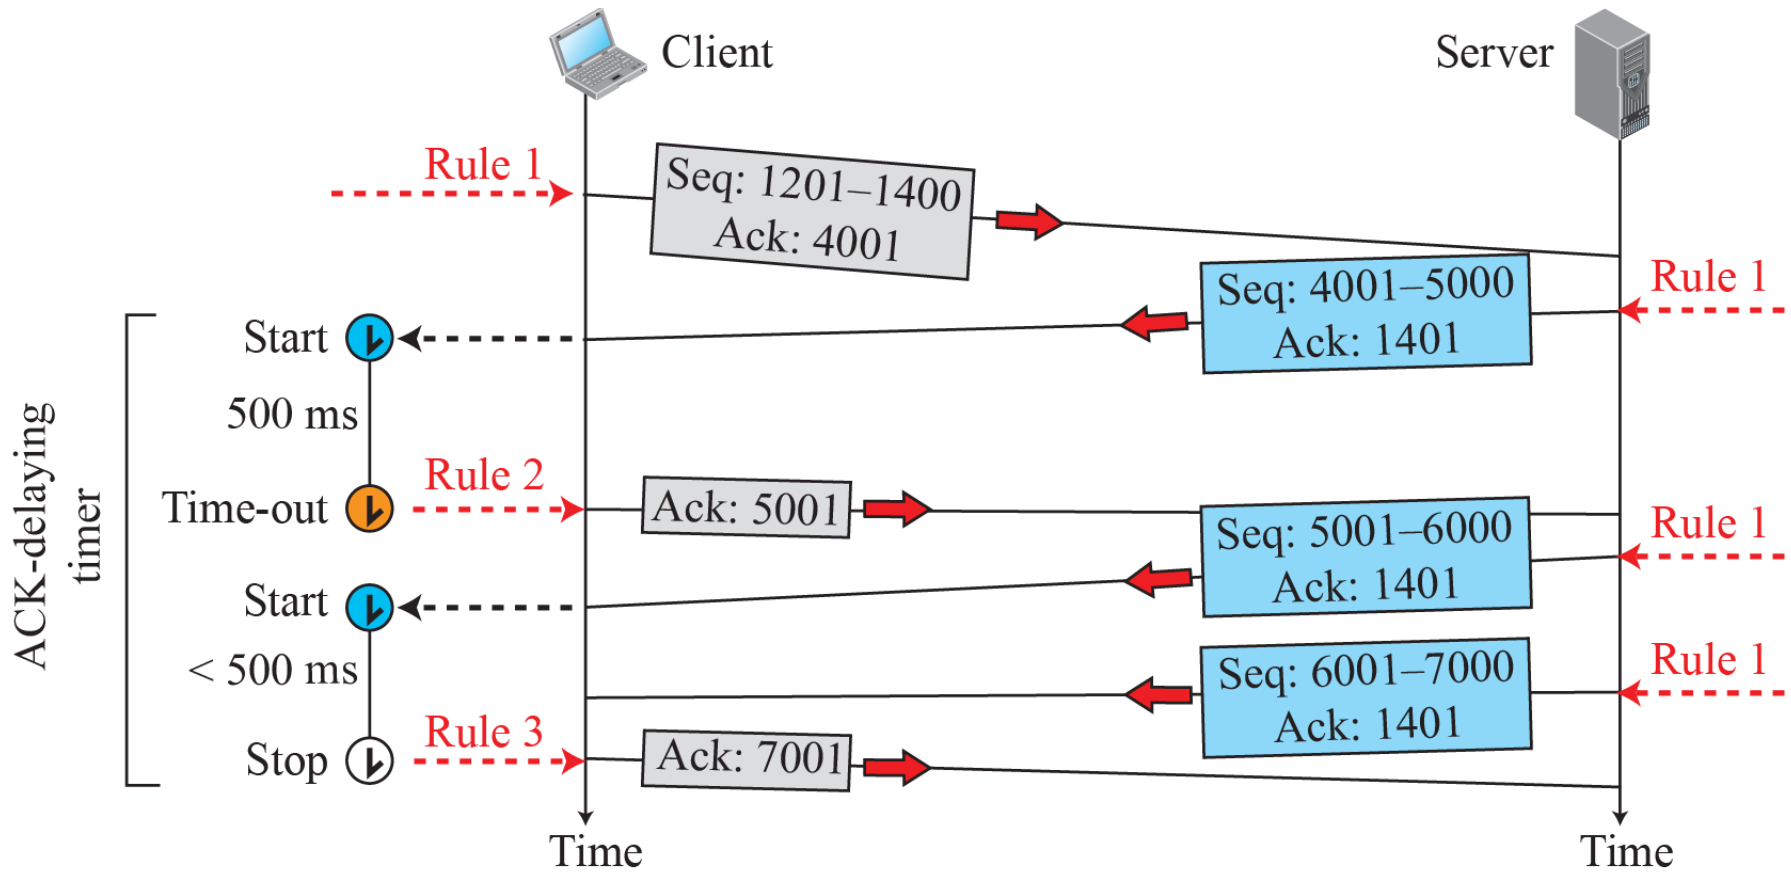 Client
Server
Rule 1
Seq: 1201–1400
Ack: 4001
Rule 1
Seq: 4001–5000
Ack: 1401
Start
500 ms
Time-out
Rule 2
Ack: 5001
Rule 1
Seq: 5001–6000
Ack: 1401
Start
< 500 ms
Rule 1
Seq: 6001–7000
Ack: 1401
Stop
Rule 3
Ack: 7001
ACK-delaying
timer
Time
Time